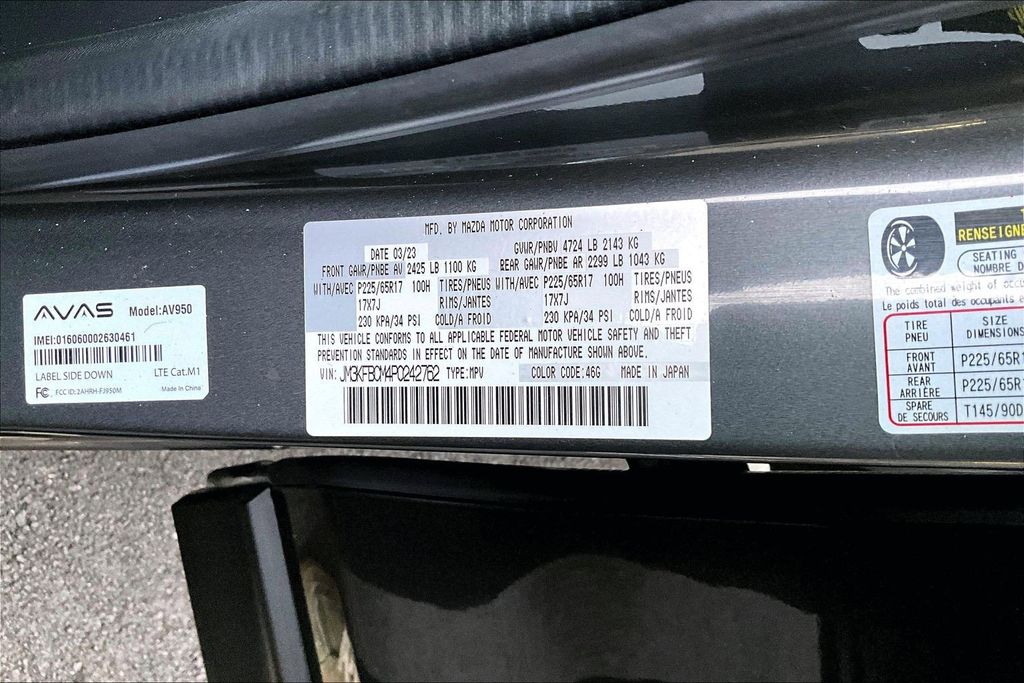 AVAS Model:AV950
IMEI:016060002630461
LABEL SIDE DOWN LTE Cat.M1
FC FCC ID:2AHRH-FJ950M Made In China
MFD. BY MAZDA MOTOR CORPORATION
DATE 03/23 GVWR/PNBV 4724 LB 2143 KG
FRONT GAWR/PNBE AV 2425 LB 1100 KG REAR GAWR/PNBE AR 2299 LB 1043 KG
WITH/AVEC P225/65R17 100H TIRES/PNEUS WITH/AVEC P225/65R17 100H TIRES/PNEUS
17X7J RIMS/JANTES 17X7J RIMS/JANTES
230 KPA/34 PSI COLD/A FROID 230 KPA/34 PSI COLD/A FROID
THIS VEHICLE CONFORMS TO ALL APPLICABLE FEDERAL MOTOR VEHICLE SAFETY AND THEFT
PREVENTION STANDARDS IN EFFECT ON THE DATE OF MANUFACTURE SHOWN ABOVE.
VIN: JM3KFBCM4P0242762 TYPE:MPV COLOR CODE:46G MADE IN JAPAN
RENSEIGNE
SEATING
NOMBRE D
The combined weight of occu
Le poids total des occupants e
TIRE SIZE
PNEU DIMENSIONS
FRONT
AVANT P225/65R1
REAR
ARRIÈRE P225/65R1
SPARE
DE SECOURS T145/90D